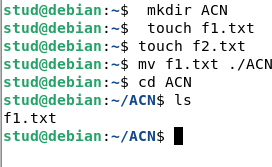 stud@debian:~$  mkdir ACN
stud@debian:~$  touch f1.txt
stud@debian:~$ touch f2.txt
stud@debian:~$ mv f1.txt ./ACN
stud@debian:~$ cd ACN
stud@debian:~/ACN$ ls
f1.txt
stud@debian:~/ACN$